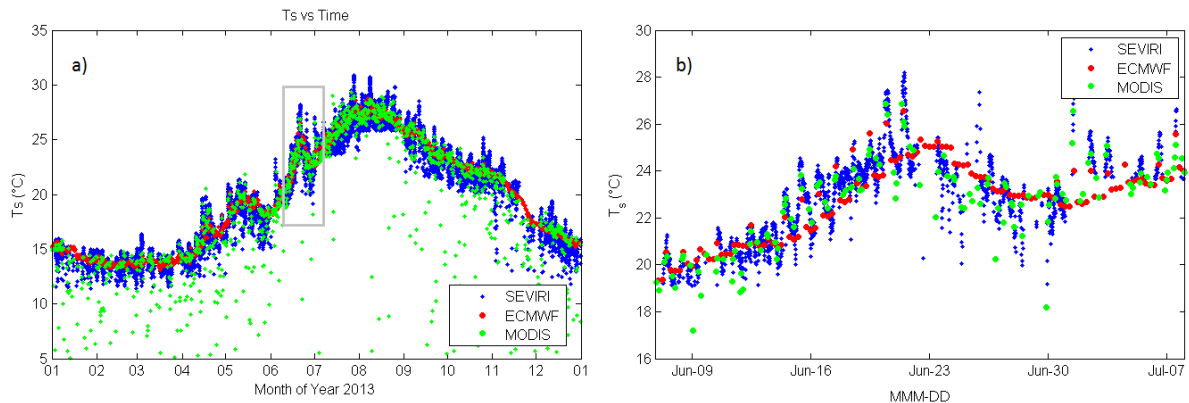 Ts vs Time
a)
Ts (°C)
35
30
25
20
15
10
5
SEVIRI
ECMWF
MODIS
01 02 03 04 05 06 07 08 09 10 11 12 01
Month of Year 2013
b)
Ts (°C)
30
28
26
24
22
20
18
16
SEVIRI
ECMWF
MODIS
Jun-09 Jun-16 Jun-23 Jun-30 Jul-07
MMM-DD